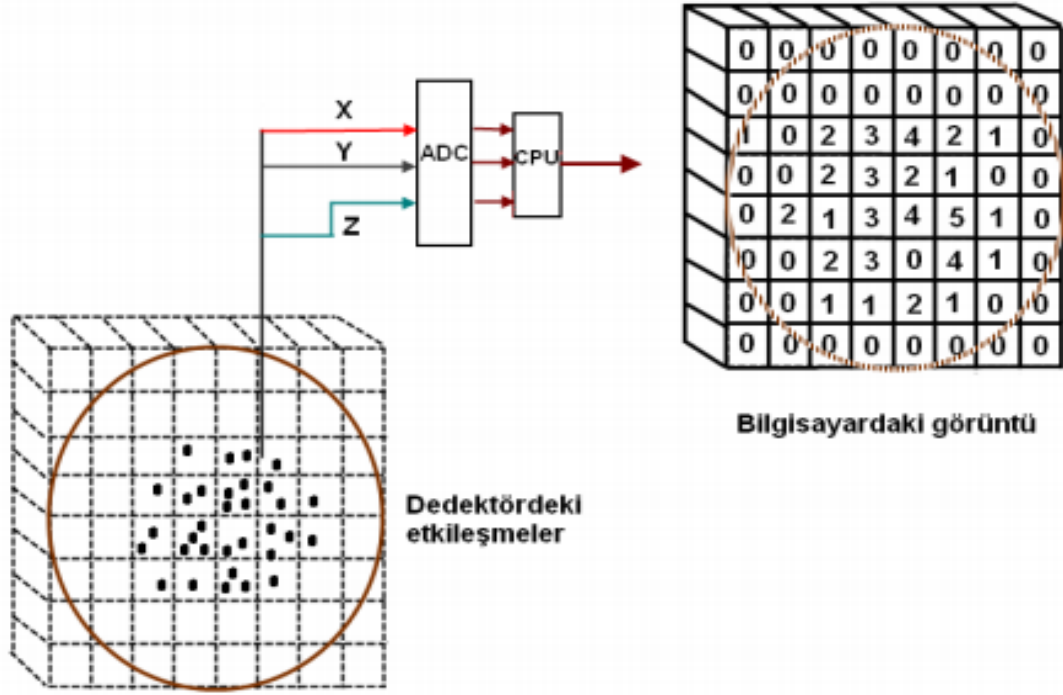 0 0 0 0 0 0 0 0
0 0 0 0 0 0 0 0
1 0 2 3 4 2 1 0
0 0 2 3 2 1 0 0
0 2 1 3 4 5 1 0
0 0 2 3 0 4 1 0
0 0 1 1 2 1 0 0
0 0 0 0 0 0 0 0
X
Y
Z
ADC
CPU
Bilgisayardaki görüntü
Dedektördeki
etkileşmeler